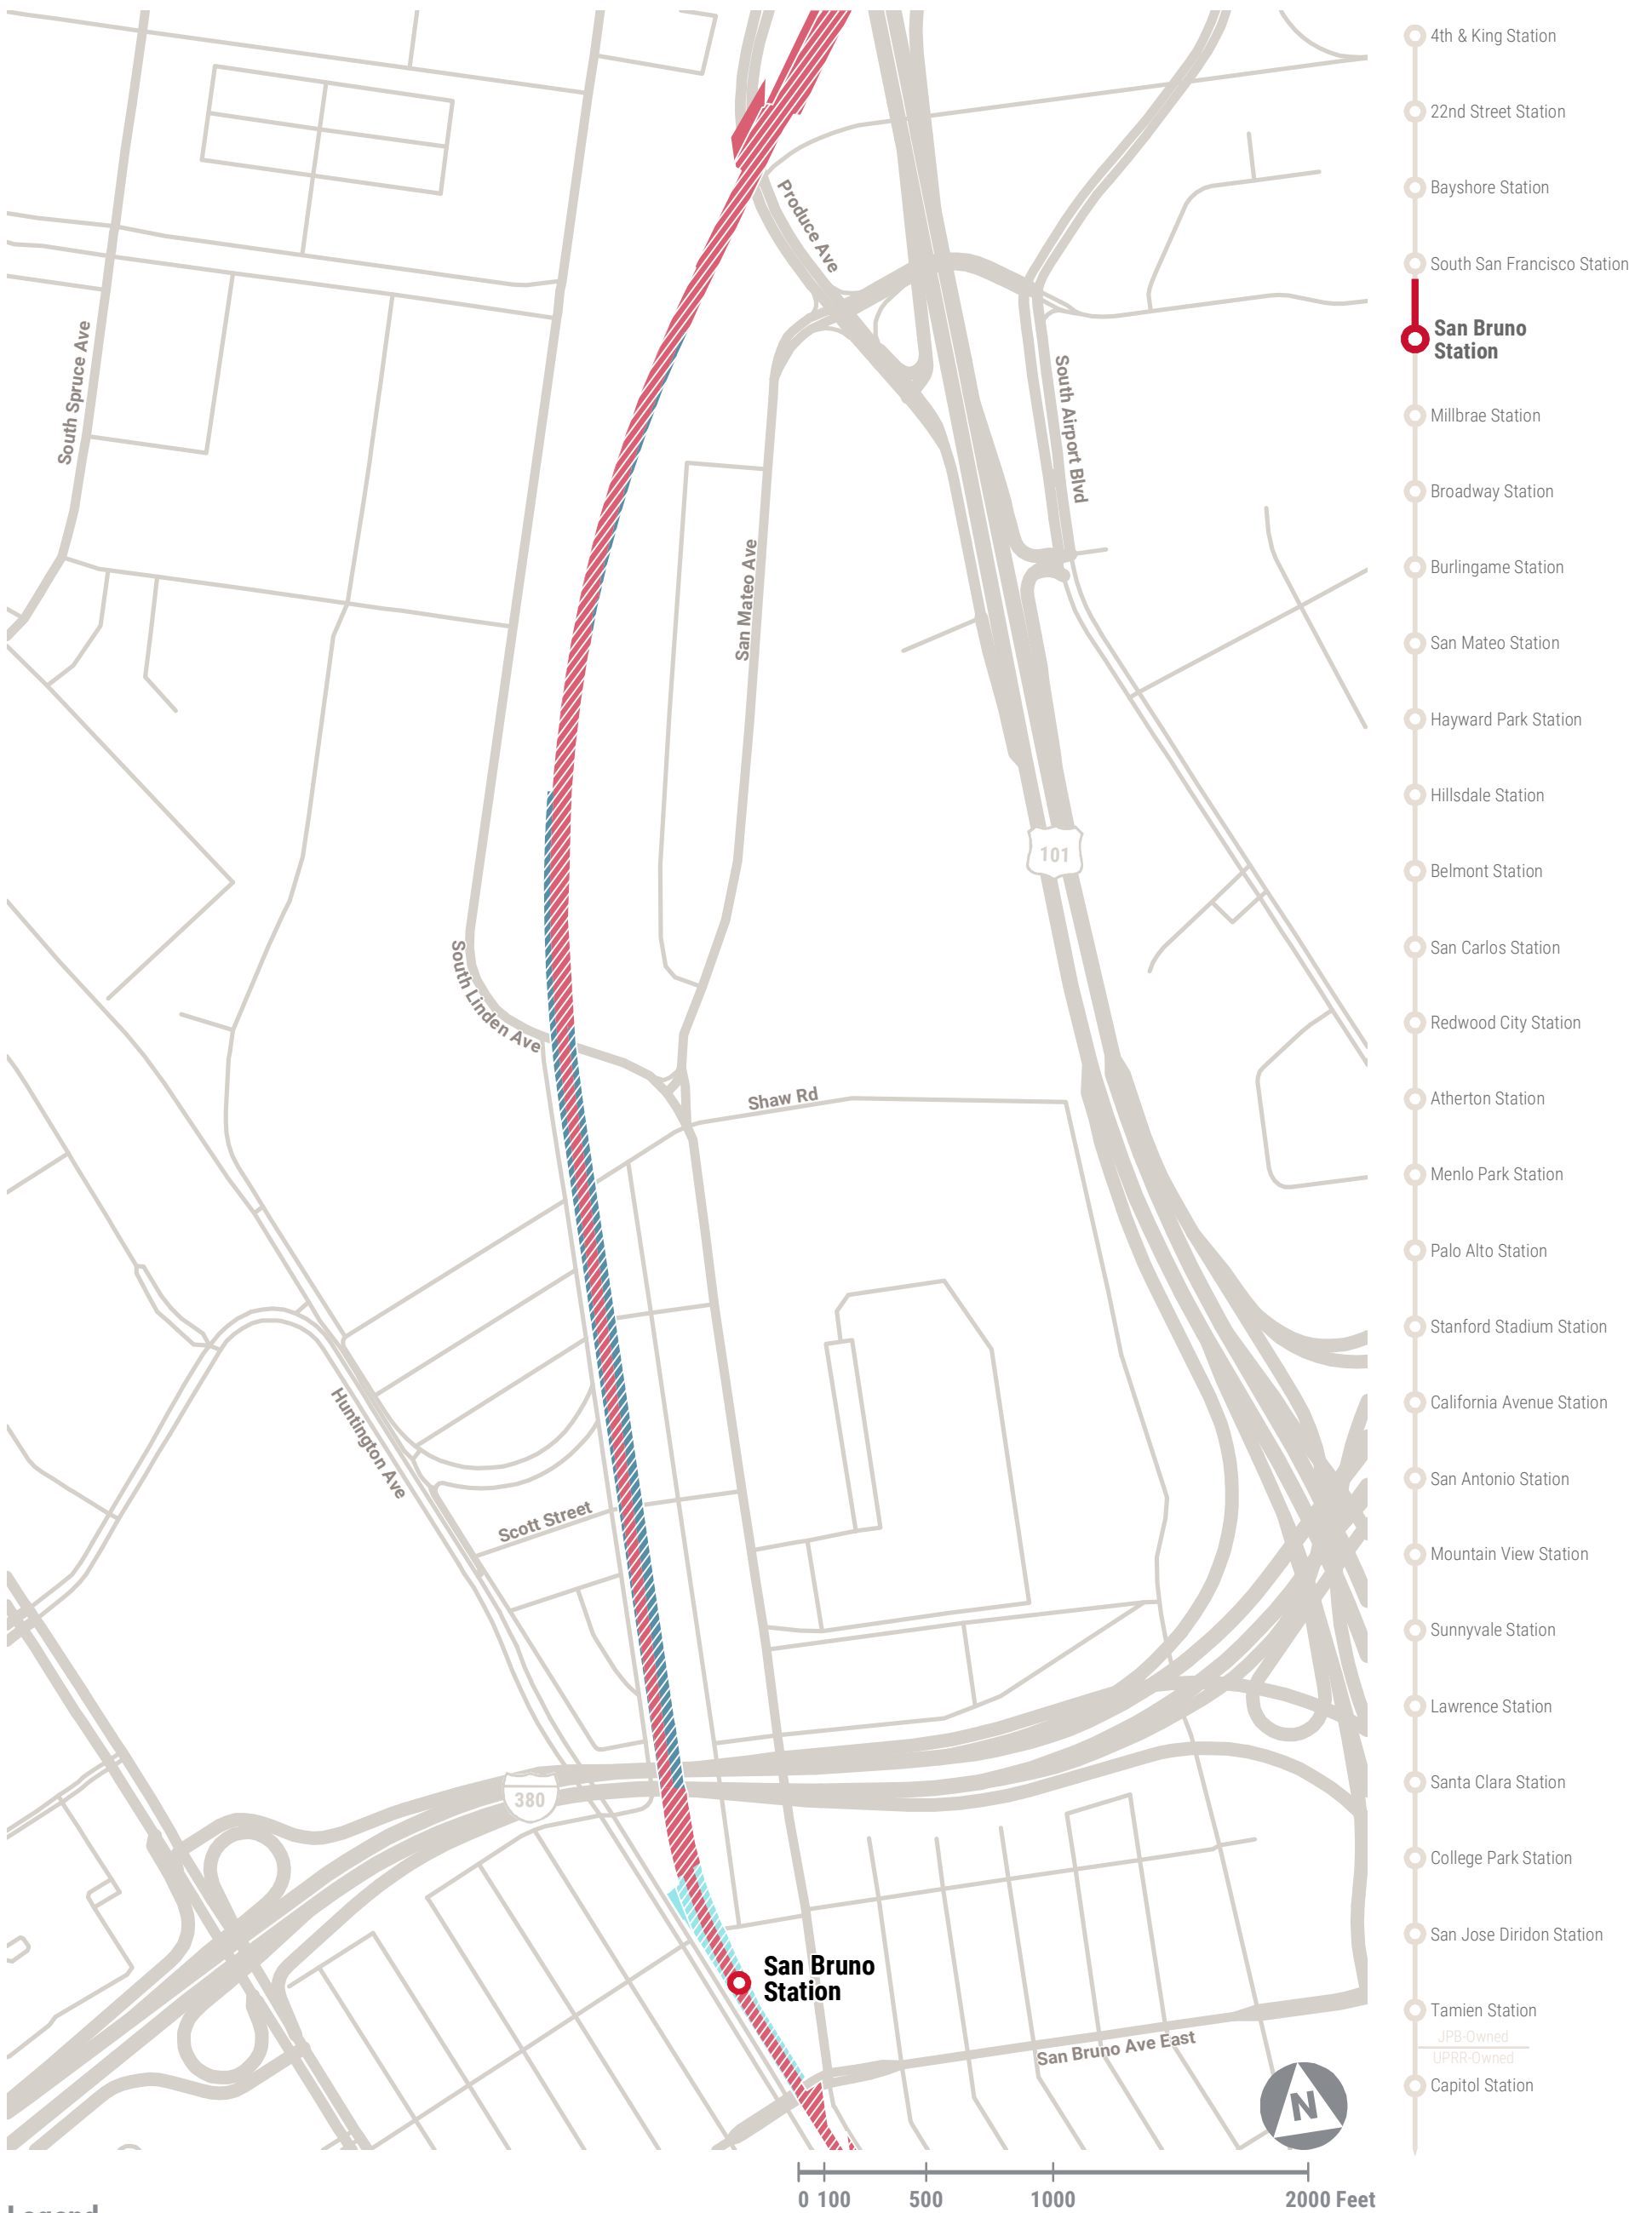 Produce Ave
South Spruce Ave
South Airport Blvd
San Mateo Ave
101
South Linden Ave
Shaw Rd
Huntington Ave
Scott Street
380
San Bruno
Station
San Bruno Ave East
N
0 100 500 1000 2000 Feet
Legend
4th & King Station
22nd Street Station
Bayshore Station
South San Francisco Station
San Bruno
Station
Millbrae Station
Broadway Station
Burlingame Station
San Mateo Station
Hayward Park Station
Hillsdale Station
Belmont Station
San Carlos Station
Redwood City Station
Atherton Station
Menlo Park Station
Palo Alto Station
Stanford Stadium Station
California Avenue Station
San Antonio Station
Mountain View Station
Sunnyvale Station
Lawrence Station
Santa Clara Station
College Park Station
San Jose Diridon Station
Tamien Station
JPB-Owned
UPRR-Owned
Capitol Station